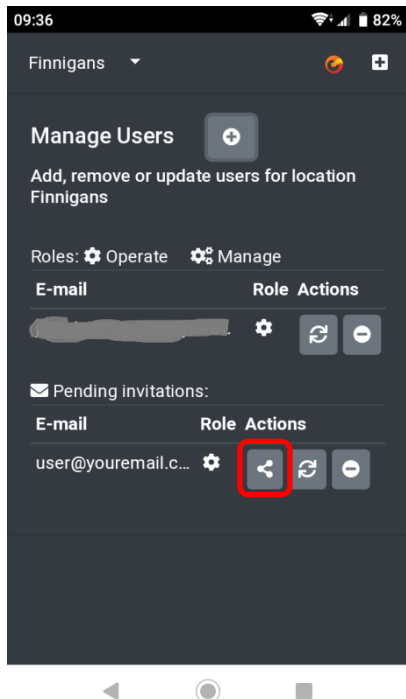 09:36 82%
Finnigans
Manage Users
Add, remove or update users for location
Finnigans
Roles: Operate Manage
E-mail Role Actions
Pending invitations:
E-mail Role Actions
user@youremail.c...